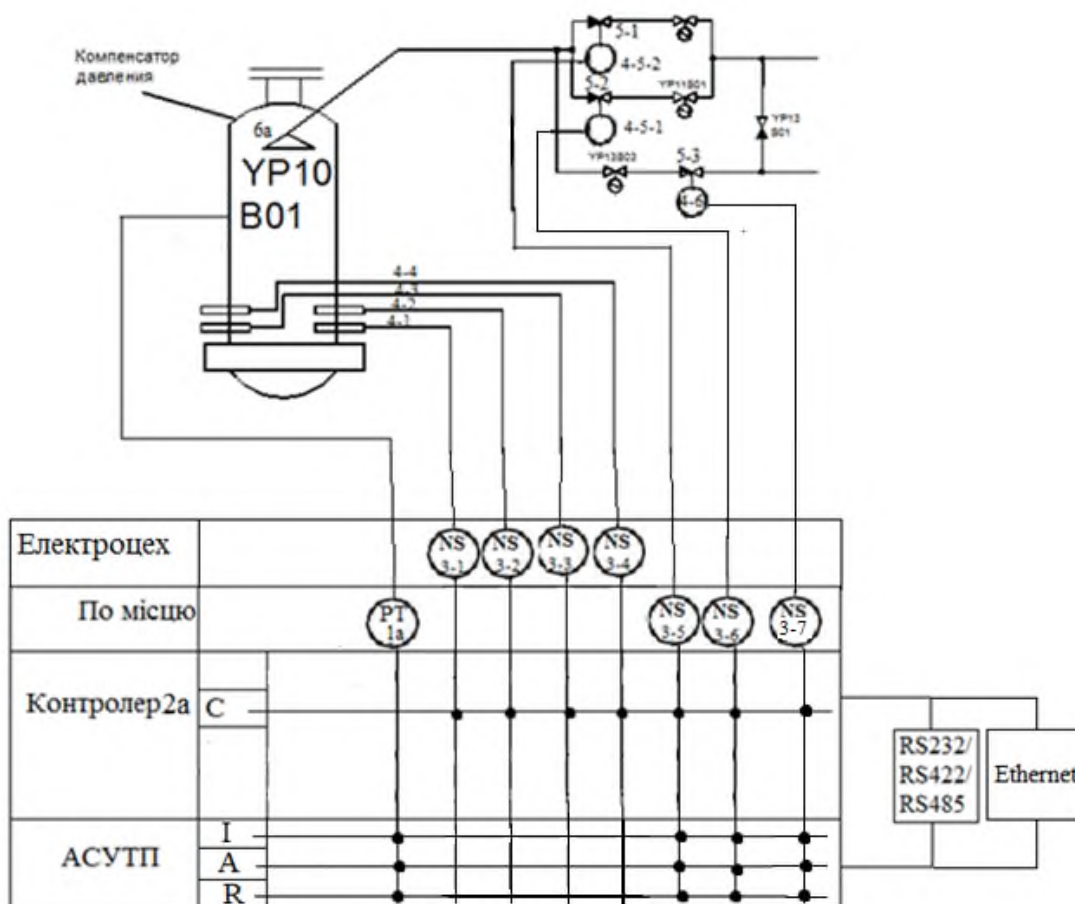 Компенсатор
давления
6а
YP10
B01
5-1
4-5-2
5-2
YP11S01
4-5-1
YP13S02
5-3
YP13
S01
4-6
4-4
4-3
4-2
4-1
Електроцех
NS
3-1
NS
3-2
NS
3-3
NS
3-4
По місцю
PT
1a
NS
3-5
NS
3-6
NS
3-7
Контролер2а
C
RS232/
RS422/
RS485
Ethernet
АСУТП
I
A
R